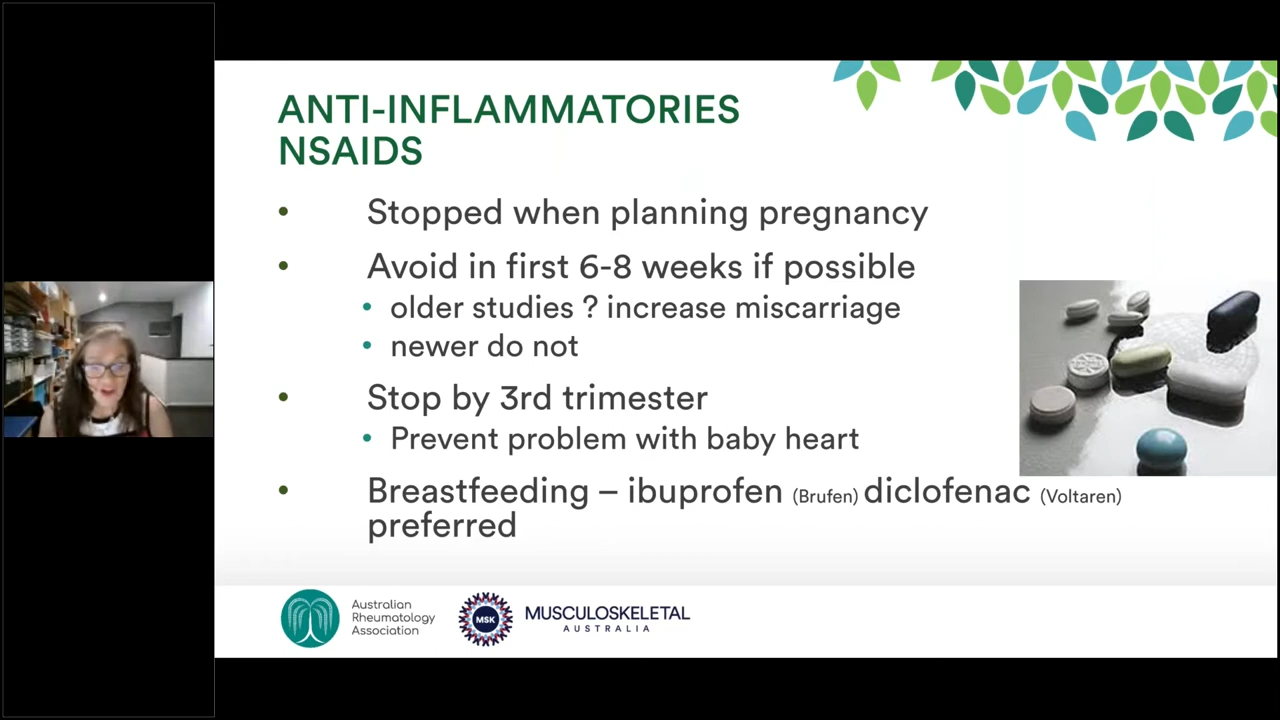 ANTI-INFLAMMATORIES
NSAIDS
• Stopped when planning pregnancy
• Avoid in first 6-8 weeks if possible
• older studies ? increase miscarriage
• newer do not
• Stop by 3rd trimester
• Prevent problem with baby heart
• Breastfeeding – ibuprofen (Brufen) diclofenac (Voltaren)
preferred
Australian
Rheumatology
Association
MSK
MUSCULOSKELETAL
AUSTRALIA